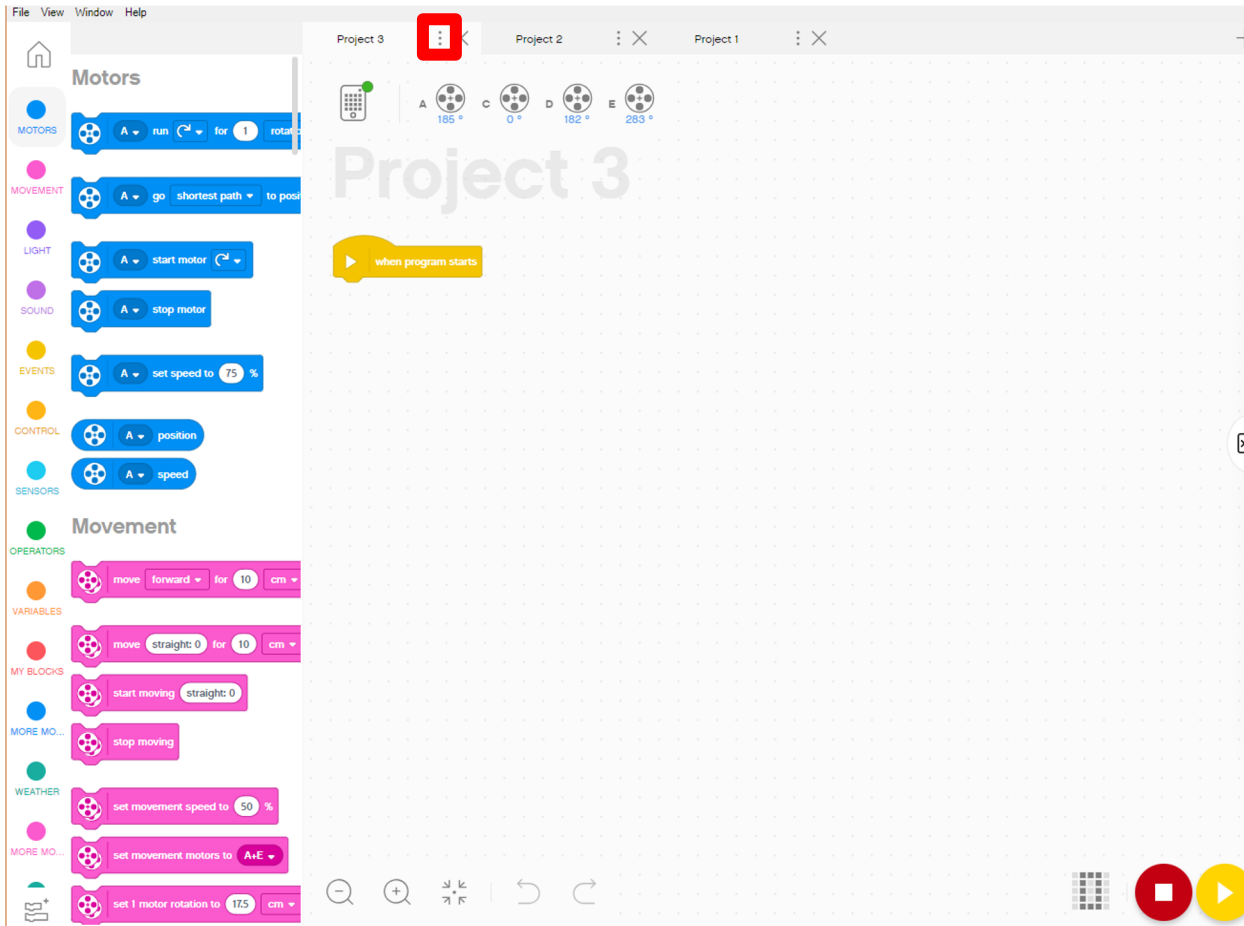 File View Window Help
Project 3
Project 2
Project 1
Motors
MOTORS
MOVEMENT
LIGHT
SOUND
EVENTS
CONTROL
SENSORS
OPERATORS
VARIABLES
MY BLOCKS
MORE MO...
WEATHER
MORE MO...
A run for 1
A go shortest path to
A start motor
A stop motor
A set speed to 75 %
A position
A speed
Movement
move forward for 10 cm
move straight: 0 for 10 cm
start moving straight: 0
stop moving
set movement speed to 50 %
set movement motors to A+E
set 1 motor rotation to 17.5 cm
A C D E
185 ° 0 ° 182 ° 283 °
Project 3
when program starts